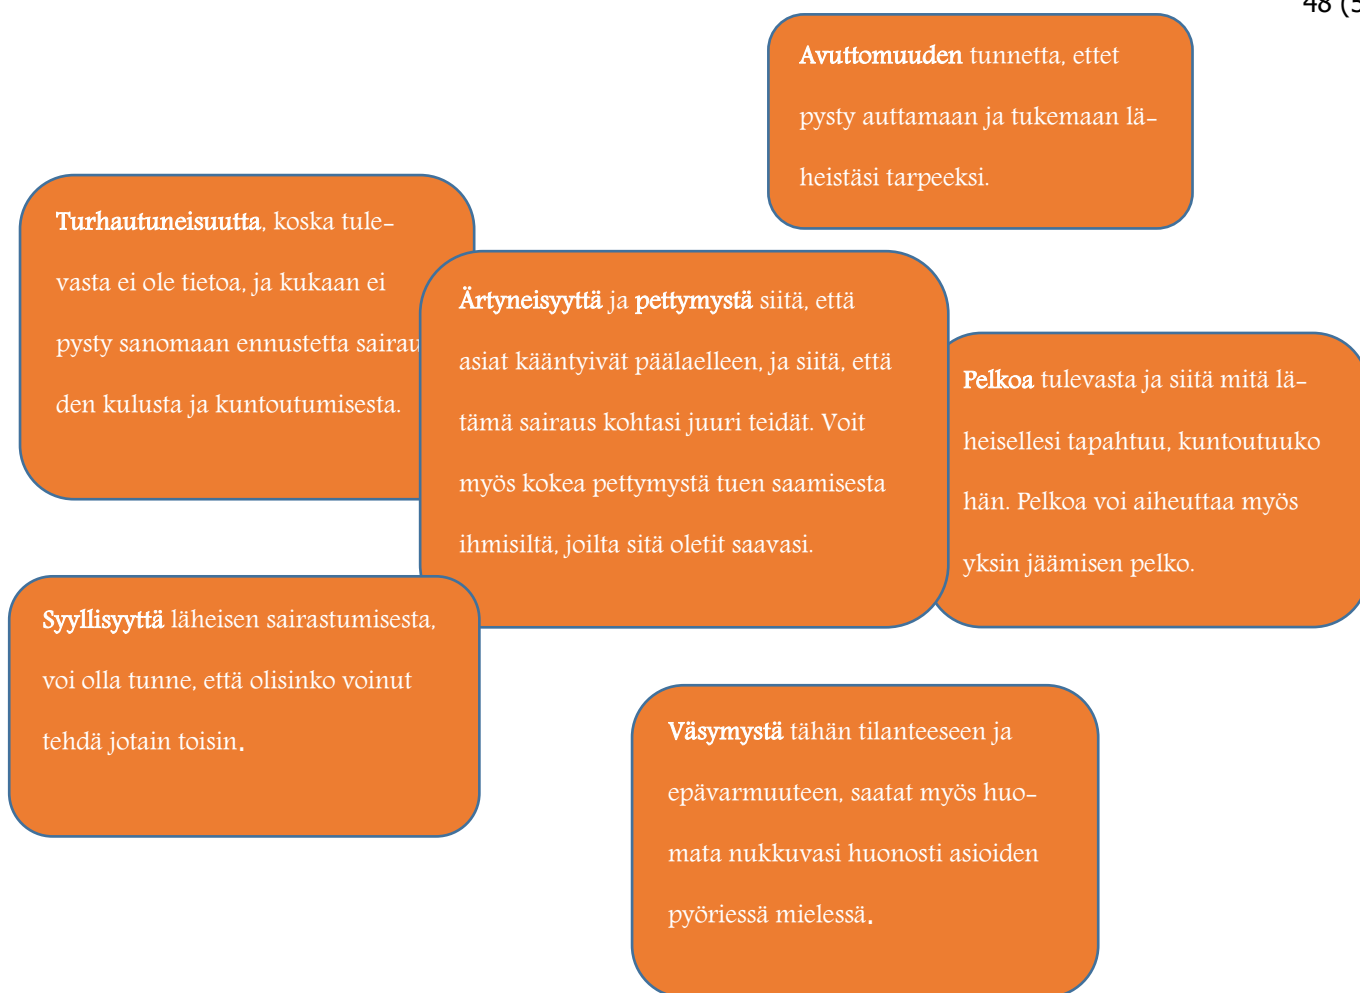 48 (5
Avuttomuuden tunnetta, ettet
pysty auttamaan ja tukemaan lä-
heistäsi tarpeeksi.
Turhautuneisuutta, koska tule-
vasta ei ole tietoa, ja kukaan ei
pysty sanomaan ennustetta sairau
den kulusta ja kuntoutumisesta.
Ärtyneisyyttä ja pettymystä siitä, että
asiat kääntyivät päälaelleen, ja siitä, että
tämä sairaus kohtasi juuri teidät. Voit
myös kokea pettymystä tuen saamisesta
ihmisiltä, joilta sitä oletit saavasi.
Pelkoa tulevasta ja siitä mitä lä-
heisellesi tapahtuu, kuntoutuuko
hän. Pelkoa voi aiheuttaa myös
yksin jäämisen pelko.
Syyllisyyttä läheisen sairastumisesta,
voi olla tunne, että olisinko voinut
tehdä jotain toisin.
Väsymystä tähän tilanteeseen ja
epävarmuuteen, saatat myös huo-
mata nukkuvasi huonosti asioiden
pyöriessä mielessä.